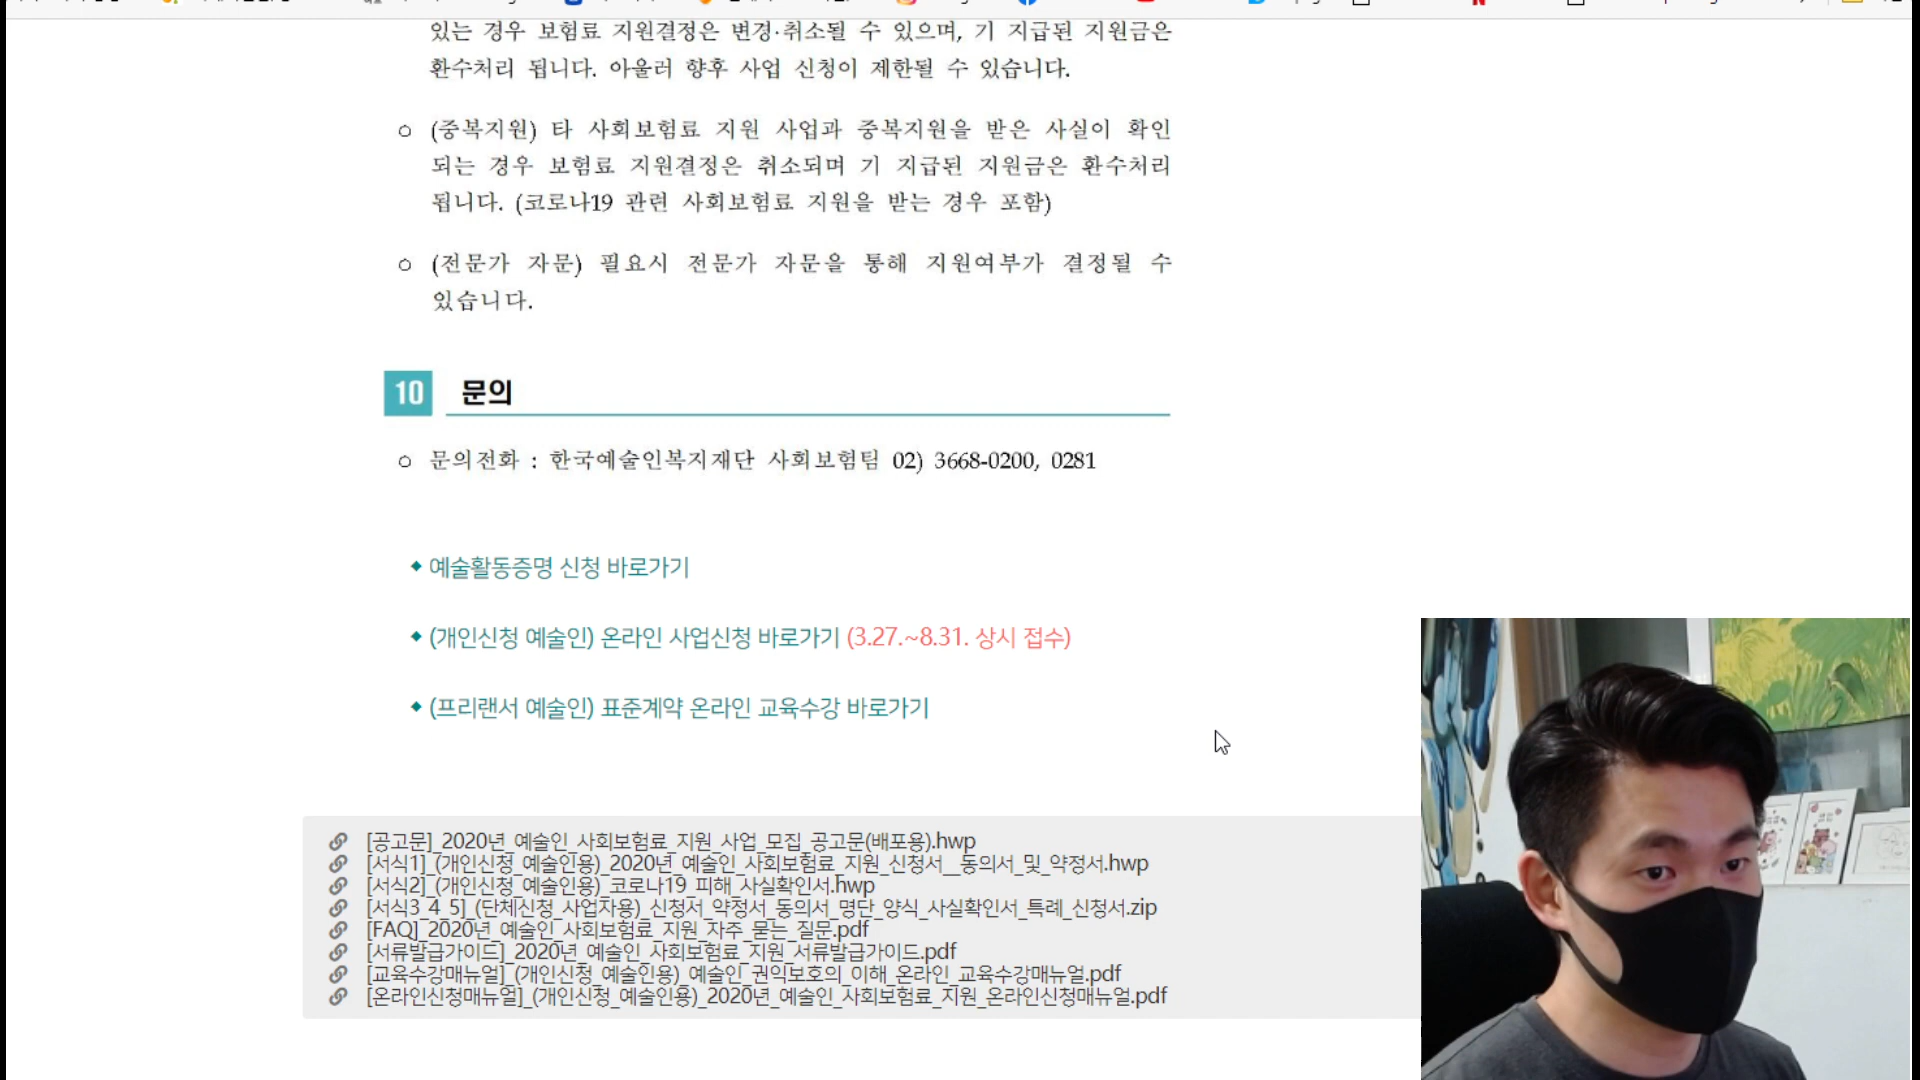 있는 경우 보험료 지원결정은 변경·취소될 수 있으며, 기 지급된 지원금은
환수처리 됩니다. 아울러 향후 사업 신청이 제한될 수 있습니다.
○ (중복지원) 타 사회보험료 지원 사업과 중복지원을 받은 사실이 확인
되는 경우 보험료 지원결정은 취소되며 기 지급된 지원금은 환수처리
됩니다. (코로나19 관련 사회보험료 지원을 받는 경우 포함)
○ (전문가 자문) 필요시 전문가 자문을 통해 지원여부가 결정될 수
있습니다.
10 문의
○ 문의전화 : 한국예술인복지재단 사회보험팀 02) 3668-0200, 0281
◆ 예술활동증명 신청 바로가기
◆ (개인신청 예술인) 온라인 사업신청 바로가기 (3.27.~8.31. 상시 접수)
◆ (프리랜서 예술인) 표준계약 온라인 교육수강 바로가기
[공고문]_2020년_예술인_사회보험료_지원_사업_모집_공고문(배포용).hwp
[서식1]_(개인신청_예술인용)_2020년_예술인_사회보험료_지원_신청서__동의서_및_약정서.hwp
[서식2]_(개인신청_예술인용)_코로나19_피해_사실확인서.hwp
[서식3_4_5]_(단체신청_사업자용)_신청서_약정서_동의서_명단_양식_사실확인서_특례_신청서.zip
[FAQ]_2020년_예술인_사회보험료_지원_자주_묻는_질문.pdf
[서류발급가이드]_2020년_예술인_사회보험료_지원_서류발급가이드.pdf
[교육수강매뉴얼]_(개인신청_예술인용)_예술인_권익보호의_이해_온라인_교육수강매뉴얼.pdf
[온라인신청매뉴얼]_(개인신청_예술인용)_2020년_예술인_사회보험료_지원_온라인신청매뉴얼.pdf